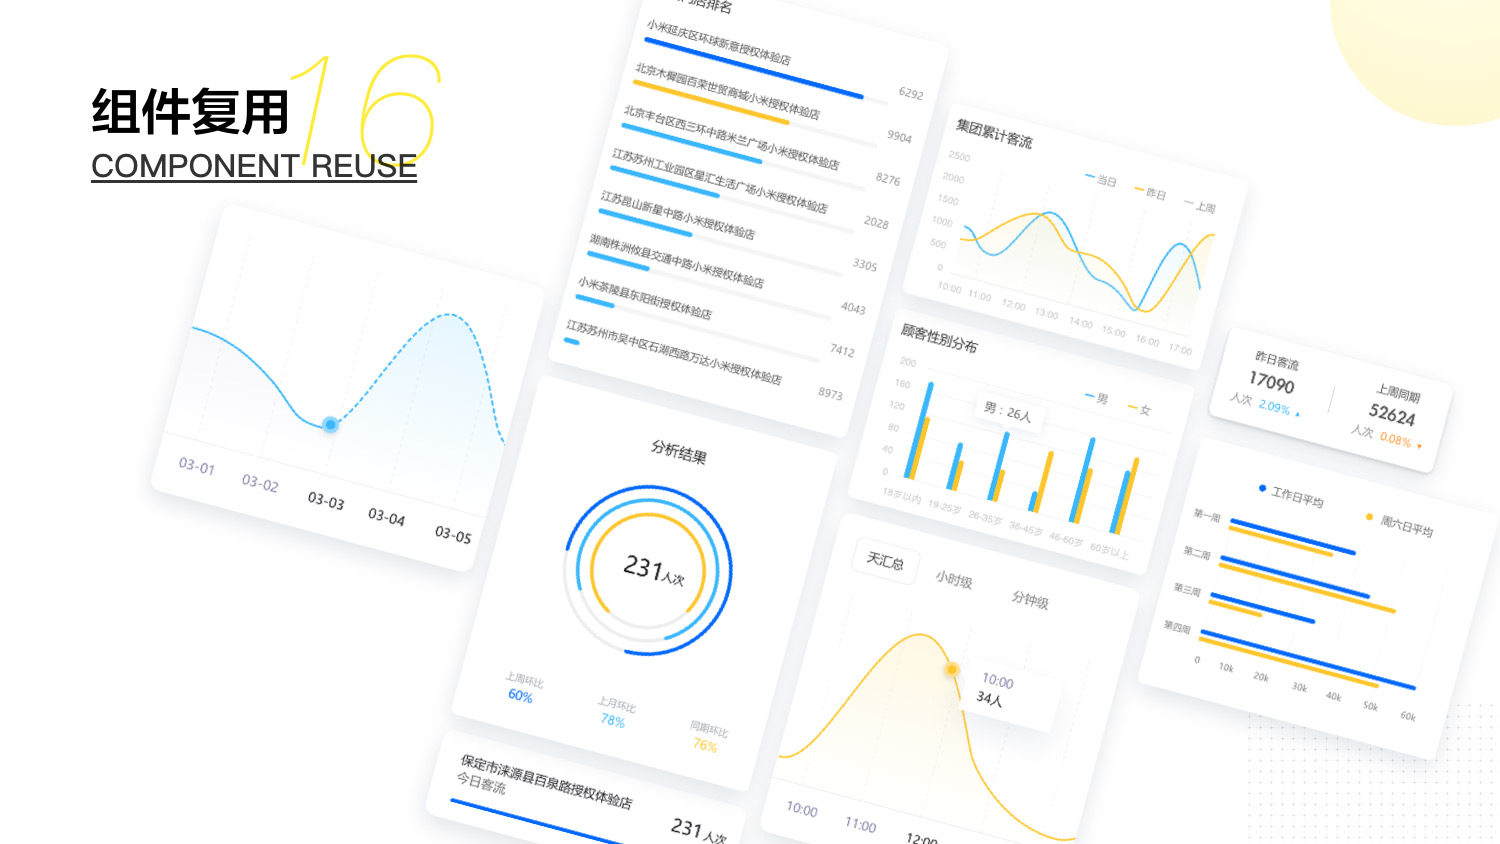 16
组件复用
COMPONENT REUSE
店排名
小米延庆区环球新意授权体验店
6292
北京木樨园百荣世贸商城小米授权体验店
9904
北京丰台区西三环中路米兰广场小米授权体验店
8276
江苏苏州工业园区星汇生活广场小米授权体验店
2028
江苏昆山新星中路小米授权体验店
3305
湖南株洲攸县交通中路小米授权体验店
4043
小米茶陵县东阳街授权体验店
7412
江苏苏州市吴中区石湖西路万达小米授权体验店
8973
集团累计客流
当日 昨日 上周
2500
2000
1500
1000
500
0
10:00 11:00 12:00 13:00 14:00 15:00 16:00 17:00
03-01 03-02 03-03 03-04 03-05
顾客性别分布
男 女
200
160
120
80
40
0
男：26人
18岁以内 19-25岁 26-35岁 36-45岁 46-60岁 60岁以上
昨日客流
17090
人次 2.09%
上周同期
52624
人次 0.08%
分析结果
231人次
上周环比
60%
上月环比
78%
同期环比
76%
工作日平均 周六日平均
第一周
第二周
第三周
第四周
0 10k 20k 30k 40k 50k 60k
天汇总 小时级 分钟级
10:00
34人
10:00 11:00 12:00
保定市涞源县百泉路授权体验店
今日客流
231人次